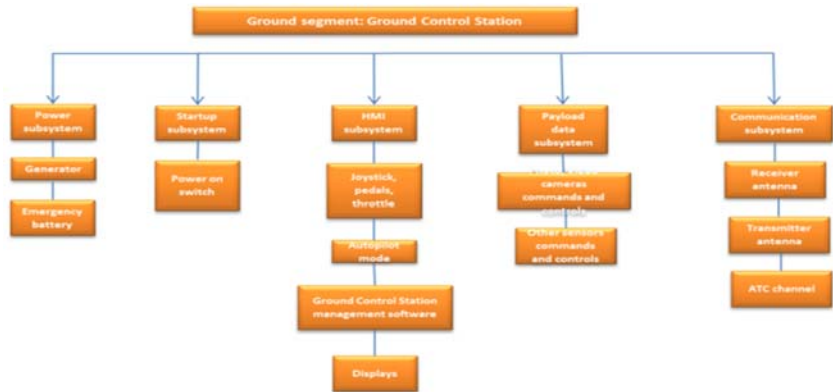 Ground segment: Ground Control Station
Power
subsystem
Generator
Emergency
battery
Startup
subsystem
Power on
switch
HMI
subsystem
Joystick,
pedals,
throttle
Autopilot
mode
Ground Control Station
management software
Displays
Payload
data
subsystem
cameras
commands and
controls
Other sensors
commands
and controls
Communication
subsystem
Receiver
antenna
Transmitter
antenna
ATC channel